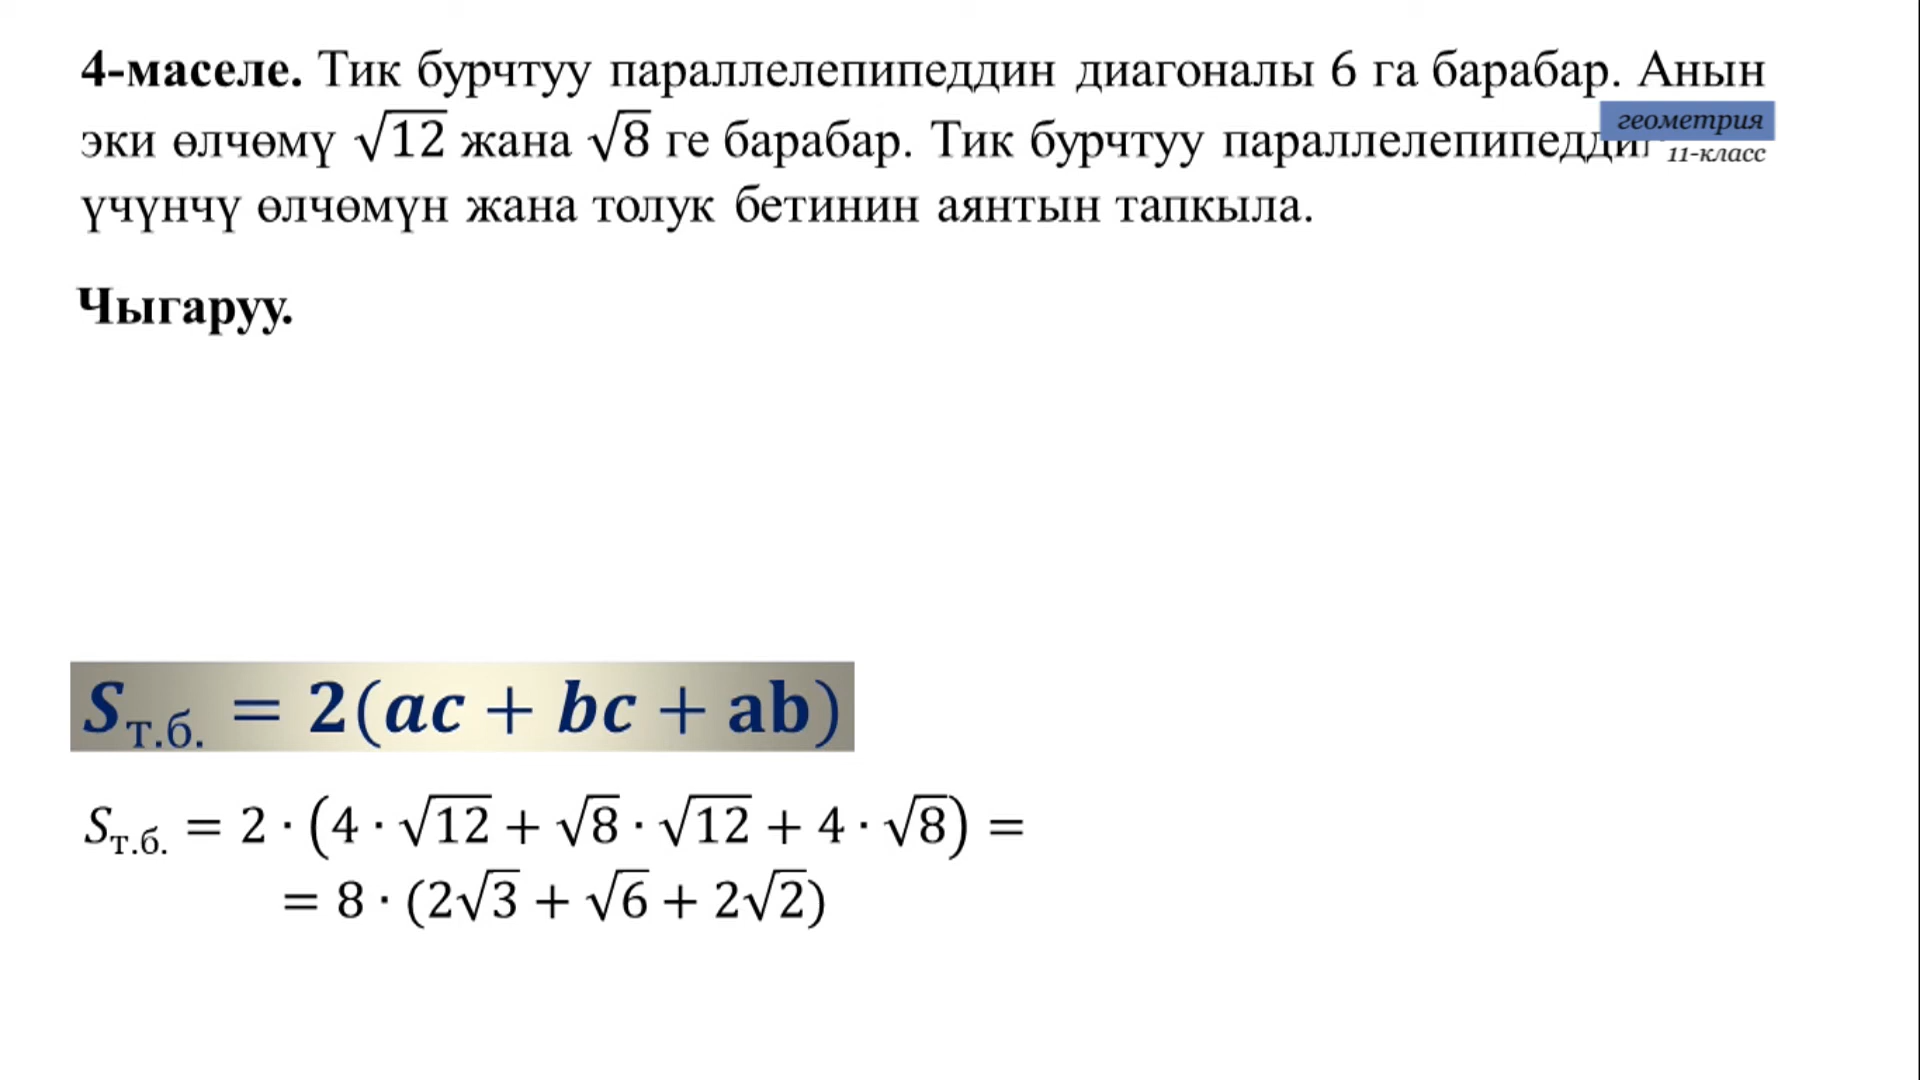 4-маселе. Тик бурчтуу параллелепипеддин диагоналы 6 га барабар. Анын
эки өлчөмү √12 жана √8 ге барабар. Тик бурчтуу
геометрия
11-класс
үчүнчү өлчөмүн жана толук бетинин аянтын тапкыла.
Чыгаруу.
Sт.б. = 2(ac + bc + ab)
Sт.б. = 2 · (4 · √12 + √8 · √12 + 4 · √8) =
= 8 · (2√3 + √6 + 2√2)